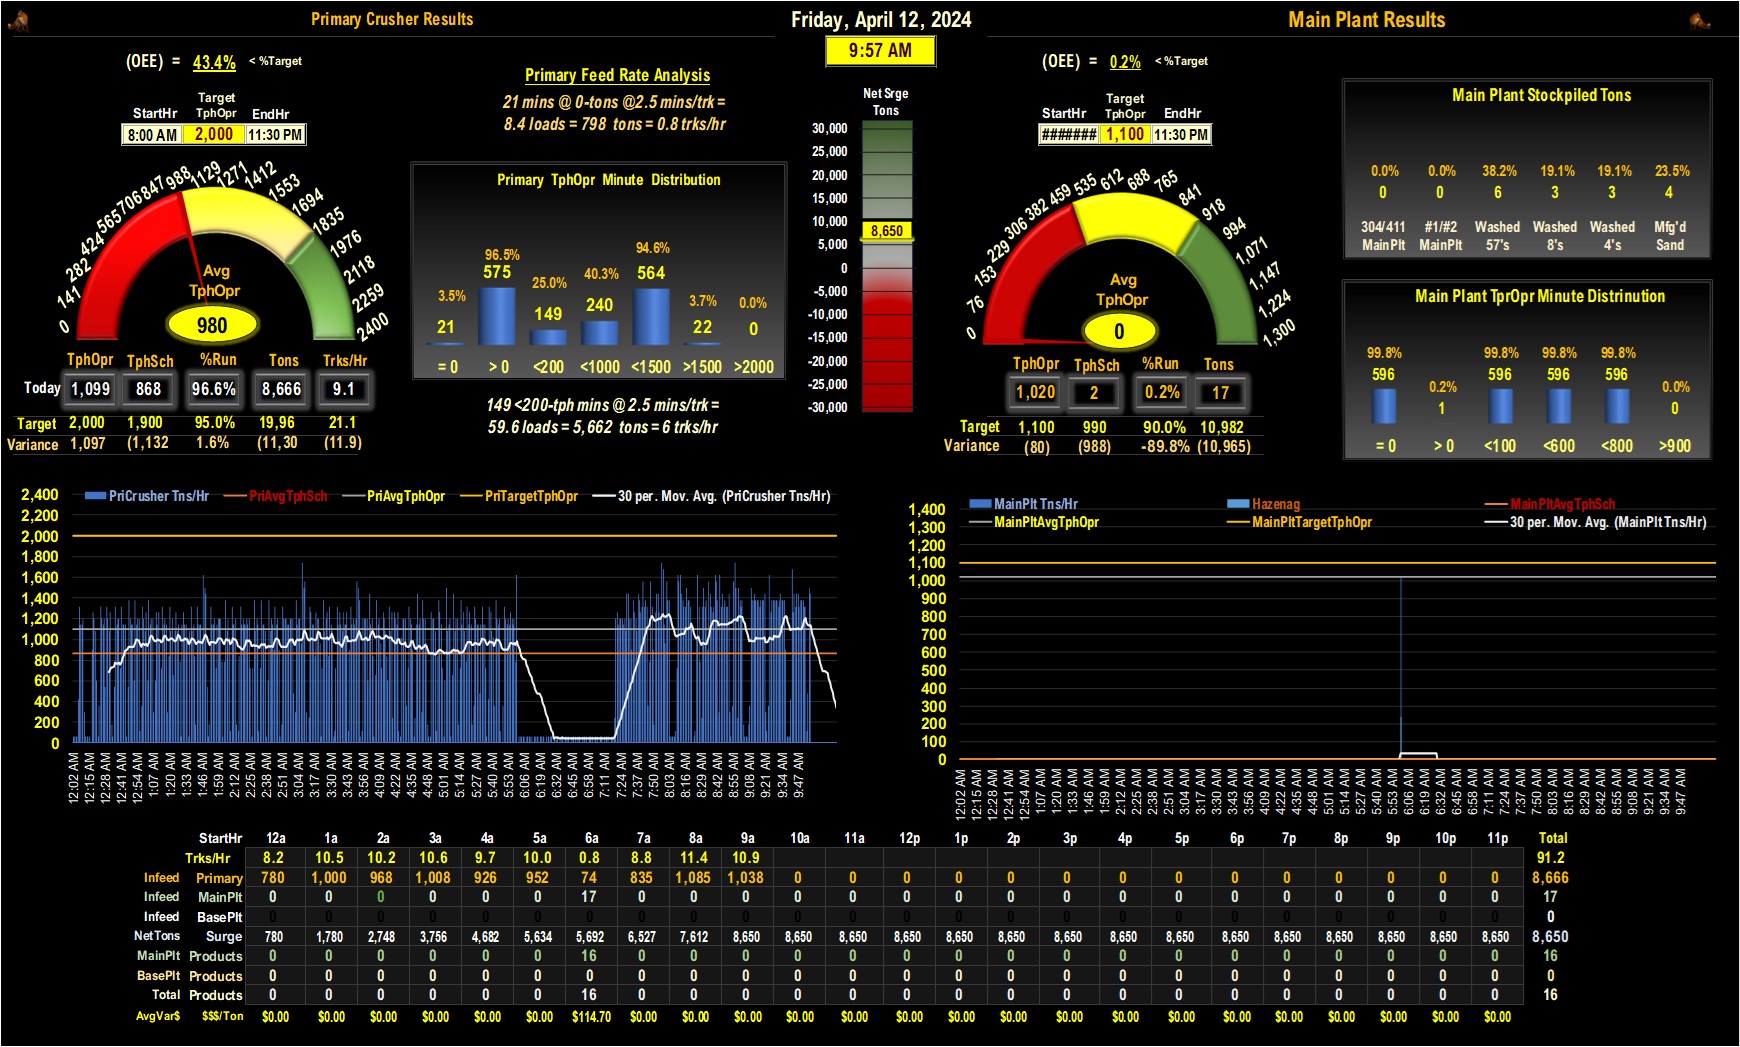 Primary Crusher Results
Friday, April 12, 2024
Main Plant Results
9:57 AM
(OEE) = 43.4% < %Target
StartHr Target TphOpr EndHr
8:00 AM 2,000 11:30 PM
0 141 282 424 565 706 847 988 1129 1271 1412 1553 1694 1835 1976 2118 2259 2400
Avg
TphOpr
980
TphOpr TphSch %Run Tons Trks/Hr
Today 1,099 868 96.6% 8,666 9.1
Target 2,000 1,900 95.0% 19,96 21.1
Variance 1,097 (1,132 1.6% (11,30 (11.9)
Primary Feed Rate Analysis
21 mins @ 0-tons @2.5 mins/trk =
8.4 loads = 798 tons = 0.8 trks/hr
Primary TphOpr Minute Distribution
3.5% 96.5% 25.0% 40.3% 94.6% 3.7% 0.0%
21 575 149 240 564 22 0
= 0 > 0 <200 <1000 <1500 >1500 >2000
149 <200-tph mins @ 2.5 mins/trk =
59.6 loads = 5,662 tons = 6 trks/hr
Net Srge
Tons
30,000
25,000
20,000
15,000
10,000
8,650
5,000
0
-5,000
-10,000
-15,000
-20,000
-25,000
-30,000
(OEE) = 0.2% < %Target
StartHr Target TphOpr EndHr
####### 1,100 11:30 PM
0 76 153 229 306 382 459 535 612 688 765 841 918 994 1,071 1,147 1,224 1,300
Avg
TphOpr
0
TphOpr TphSch %Run Tons
1,020 2 0.2% 17
Target 1,100 990 90.0% 10,982
Variance (80) (988) -89.8% (10,965)
Main Plant Stockpiled Tons
0.0% 0.0% 38.2% 19.1% 19.1% 23.5%
0 0 6 3 3 4
304/411 #1/#2 Washed Washed Washed Mfg'd
MainPlt MainPlt 57's 8's 4's Sand
Main Plant TprOpr Minute Distrinution
99.8% 0.2% 99.8% 99.8% 99.8% 0.0%
596 1 596 596 596 0
= 0 > 0 <100 <600 <800 >900
PriCrusher Tns/Hr PriAvgTphSch PriAvgTphOpr PriTargetTphOpr 30 per. Mov. Avg. (PriCrusher Tns/Hr)
2,400
2,200
2,000
1,800
1,600
1,400
1,200
1,000
800
600
400
200
0
12:02 AM 12:15 AM 12:28 AM 12:41 AM 12:54 AM 1:07 AM 1:20 AM 1:33 AM 1:46 AM 1:59 AM 2:12 AM 2:25 AM 2:38 AM 2:51 AM 3:04 AM 3:17 AM 3:30 AM 3:43 AM 3:56 AM 4:09 AM 4:22 AM 4:35 AM 4:48 AM 5:01 AM 5:14 AM 5:27 AM 5:40 AM 5:53 AM 6:06 AM 6:19 AM 6:32 AM 6:45 AM 6:58 AM 7:11 AM 7:24 AM 7:37 AM 7:50 AM 8:03 AM 8:16 AM 8:29 AM 8:42 AM 8:55 AM 9:08 AM 9:21 AM 9:34 AM 9:47 AM
MainPlt Tns/Hr Hazenag MainPltAvgTphSch
MainPltAvgTphOpr MainPltTargetTphOpr 30 per. Mov. Avg. (MainPlt Tns/Hr)
1,400
1,300
1,200
1,100
1,000
900
800
700
600
500
400
300
200
100
0
12:02 AM 12:15 AM 12:28 AM 12:41 AM 12:54 AM 1:07 AM 1:20 AM 1:33 AM 1:46 AM 1:59 AM 2:12 AM 2:25 AM 2:38 AM 2:51 AM 3:04 AM 3:17 AM 3:30 AM 3:43 AM 3:56 AM 4:09 AM 4:22 AM 4:35 AM 4:48 AM 5:01 AM 5:14 AM 5:27 AM 5:40 AM 5:53 AM 6:06 AM 6:19 AM 6:32 AM 6:45 AM 6:58 AM 7:11 AM 7:24 AM 7:37 AM 7:50 AM 8:03 AM 8:16 AM 8:29 AM 8:42 AM 8:55 AM 9:08 AM 9:21 AM 9:34 AM 9:47 AM
StartHr 12a 1a 2a 3a 4a 5a 6a 7a 8a 9a 10a 11a 12p 1p 2p 3p 4p 5p 6p 7p 8p 9p 10p 11p Total
Trks/Hr 8.2 10.5 10.2 10.6 9.7 10.0 0.8 8.8 11.4 10.9 91.2
Infeed Primary 780 1,000 968 1,008 926 952 74 835 1,085 1,038 0 0 0 0 0 0 0 0 0 0 0 0 0 0 8,666
Infeed MainPlt 0 0 0 0 0 0 17 0 0 0 0 0 0 0 0 0 0 0 0 0 0 0 0 0 17
Infeed BasePlt 0 0 0 0 0 0 0 0 0 0 0 0 0 0 0 0 0 0 0 0 0 0 0 0 0
NetTons Surge 780 1,780 2,748 3,756 4,682 5,634 5,692 6,527 7,612 8,650 8,650 8,650 8,650 8,650 8,650 8,650 8,650 8,650 8,650 8,650 8,650 8,650 8,650 8,650 8,650
MainPlt Products 0 0 0 0 0 0 16 0 0 0 0 0 0 0 0 0 0 0 0 0 0 0 0 0 16
BasePlt Products 0 0 0 0 0 0 0 0 0 0 0 0 0 0 0 0 0 0 0 0 0 0 0 0 0
Total Products 0 0 0 0 0 0 16 0 0 0 0 0 0 0 0 0 0 0 0 0 0 0 0 0 16
AvgVar$ $$$/Ton $0.00 $0.00 $0.00 $0.00 $0.00 $0.00 $114.70 $0.00 $0.00 $0.00 $0.00 $0.00 $0.00 $0.00 $0.00 $0.00 $0.00 $0.00 $0.00 $0.00 $0.00 $0.00 $0.00 $0.00